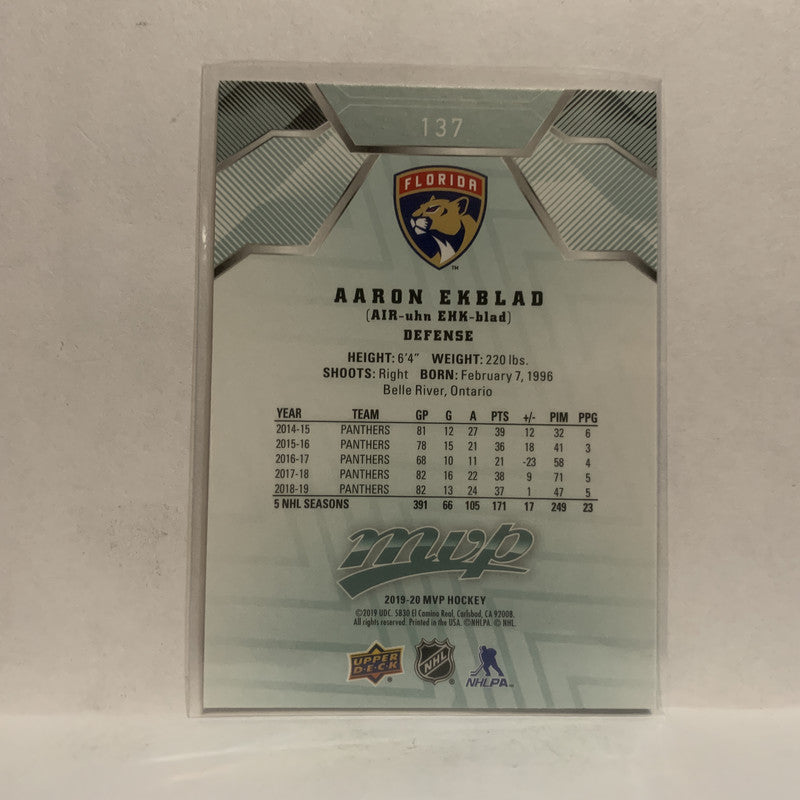 137
FLORIDA
TM
AARON EKBLAD
(AIR-uhn EHK-blad)
DEFENSE
HEIGHT: 6'4" WEIGHT: 220 lbs.
SHOOTS: Right BORN: February 7, 1996
Belle River, Ontario
YEAR TEAM GP G A PTS +/- PIM PPG
2014-15 PANTHERS 81 12 27 39 12 32 6
2015-16 PANTHERS 78 15 21 36 18 41 3
2016-17 PANTHERS 68 10 11 21 -23 58 4
2017-18 PANTHERS 82 16 22 38 9 71 5
2018-19 PANTHERS 82 13 24 37 1 47 5
5 NHL SEASONS 391 66 105 171 17 249 23
mvp
2019-20 MVP HOCKEY
©2019 UDC. 5830 El Camino Real, Carlsbad, CA 92008.
All rights reserved. Printed in the USA. ©NHLPA. © NHL.
UPPER DECK ® NHL ® NHLPA